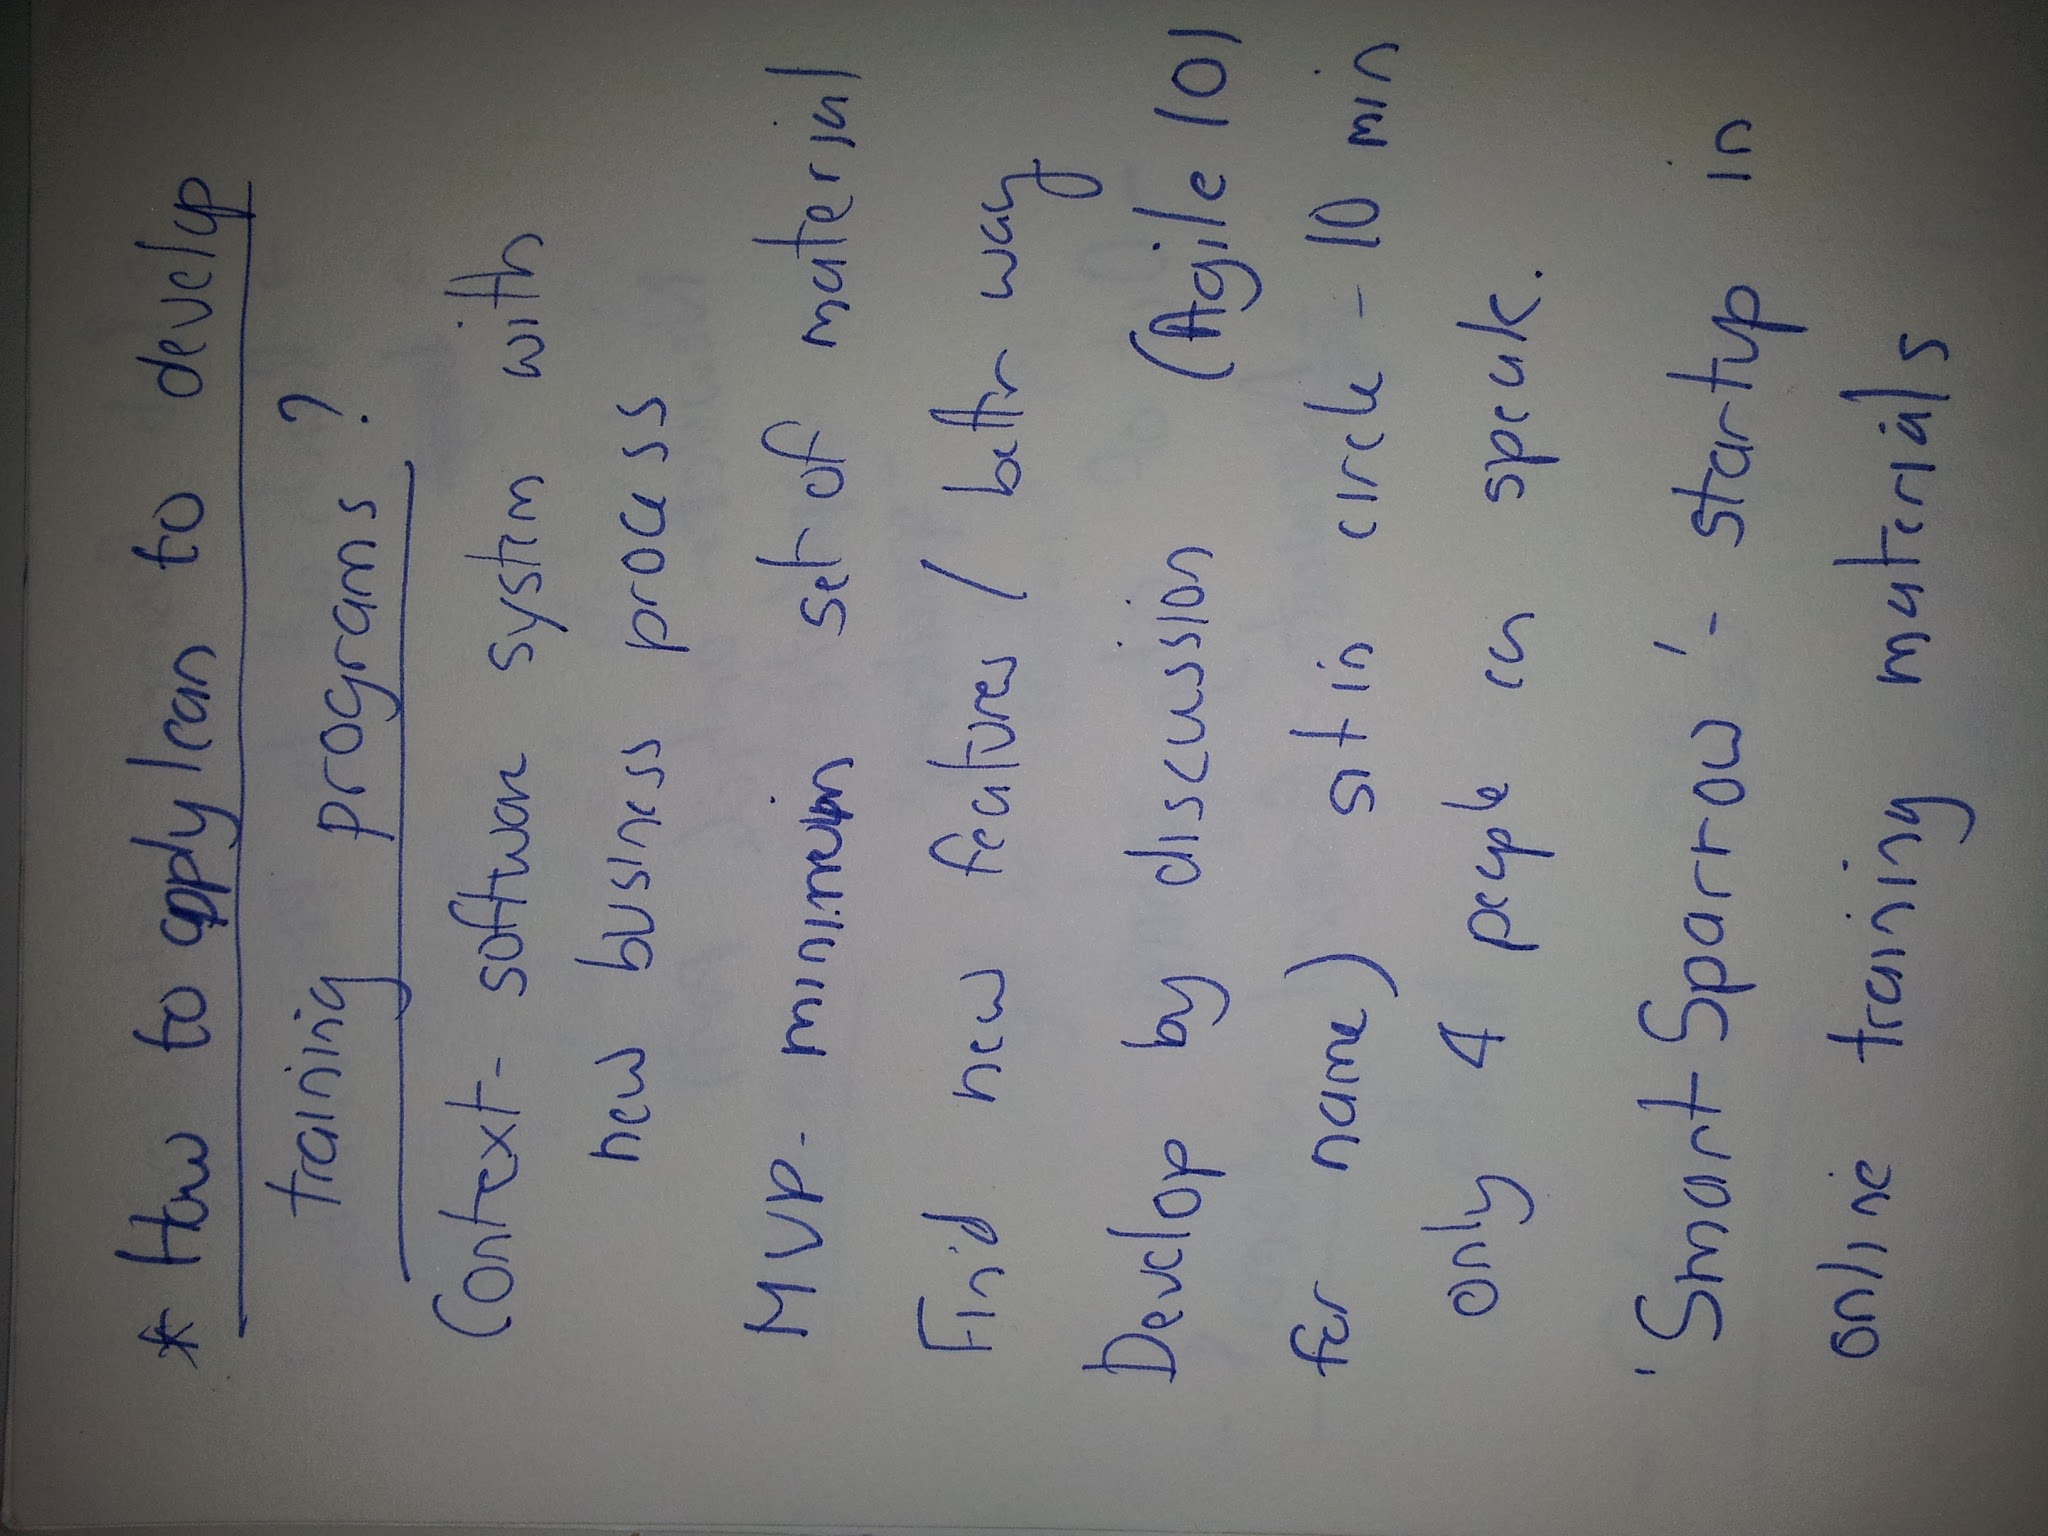 * How to apply lean to develop
training programs?
Context - software system with
new business process
MVP - minimum set of material
Find new features / better way
Develop by discussion (Agile 101
for name) sit in circle - 10 min
only 4 people can speak.
'Smart Sparrow' - startup in
online training materials